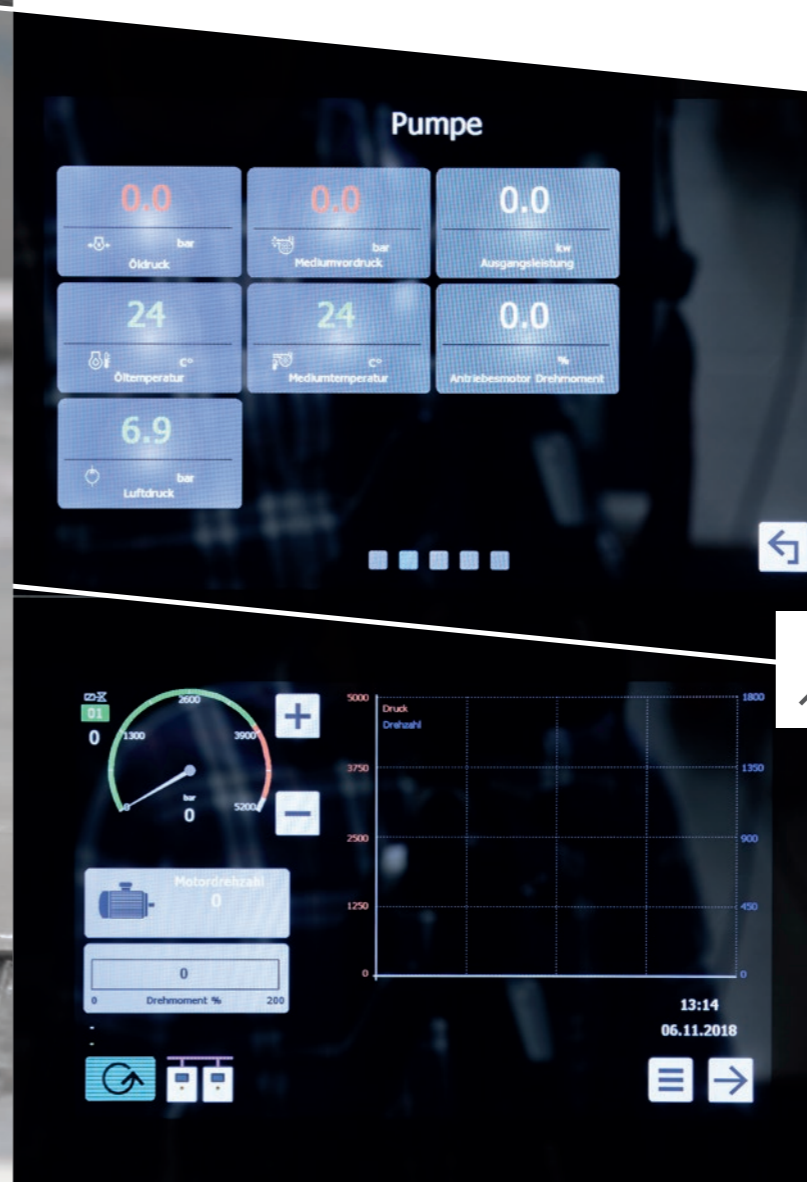 Pumpe
0.0
bar
Öldruck
0.0
bar
Mediumvordruck
0.0
kw
Ausgangsleistung
24
C°
Öltemperatur
24
C°
Mediumtemperatur
0.0
%
Antriebesmotor Drehmoment
6.9
bar
Luftdruck
01
0
0
1300
2600
3900
5200
bar
0
Motordrehzahl
0
0
0 Drehmoment % 200
-
-
Druck
Drehzahl
5000
3750
2500
1250
0
1800
1350
900
450
0
13:14
06.11.2018